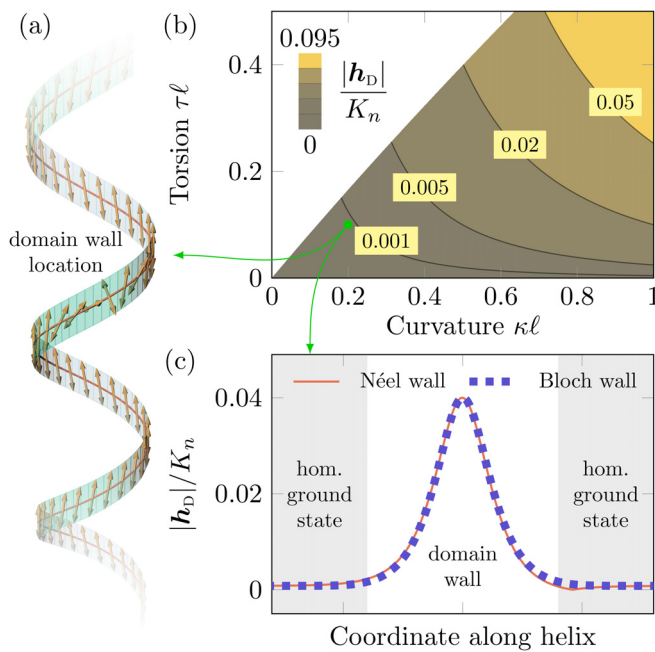 (a)
domain wall
location
(b)
0.095
|h_D|
K_n
0
Torsion τℓ
0.4
0.2
0
0.05
0.02
0.005
0.001
0.2
0.4
0.6
0.8
1
Curvature κℓ
(c)
Néel wall
Bloch wall
|h_D|/K_n
0.04
0.02
0
hom.
ground
state
domain
wall
hom.
ground
state
Coordinate along helix